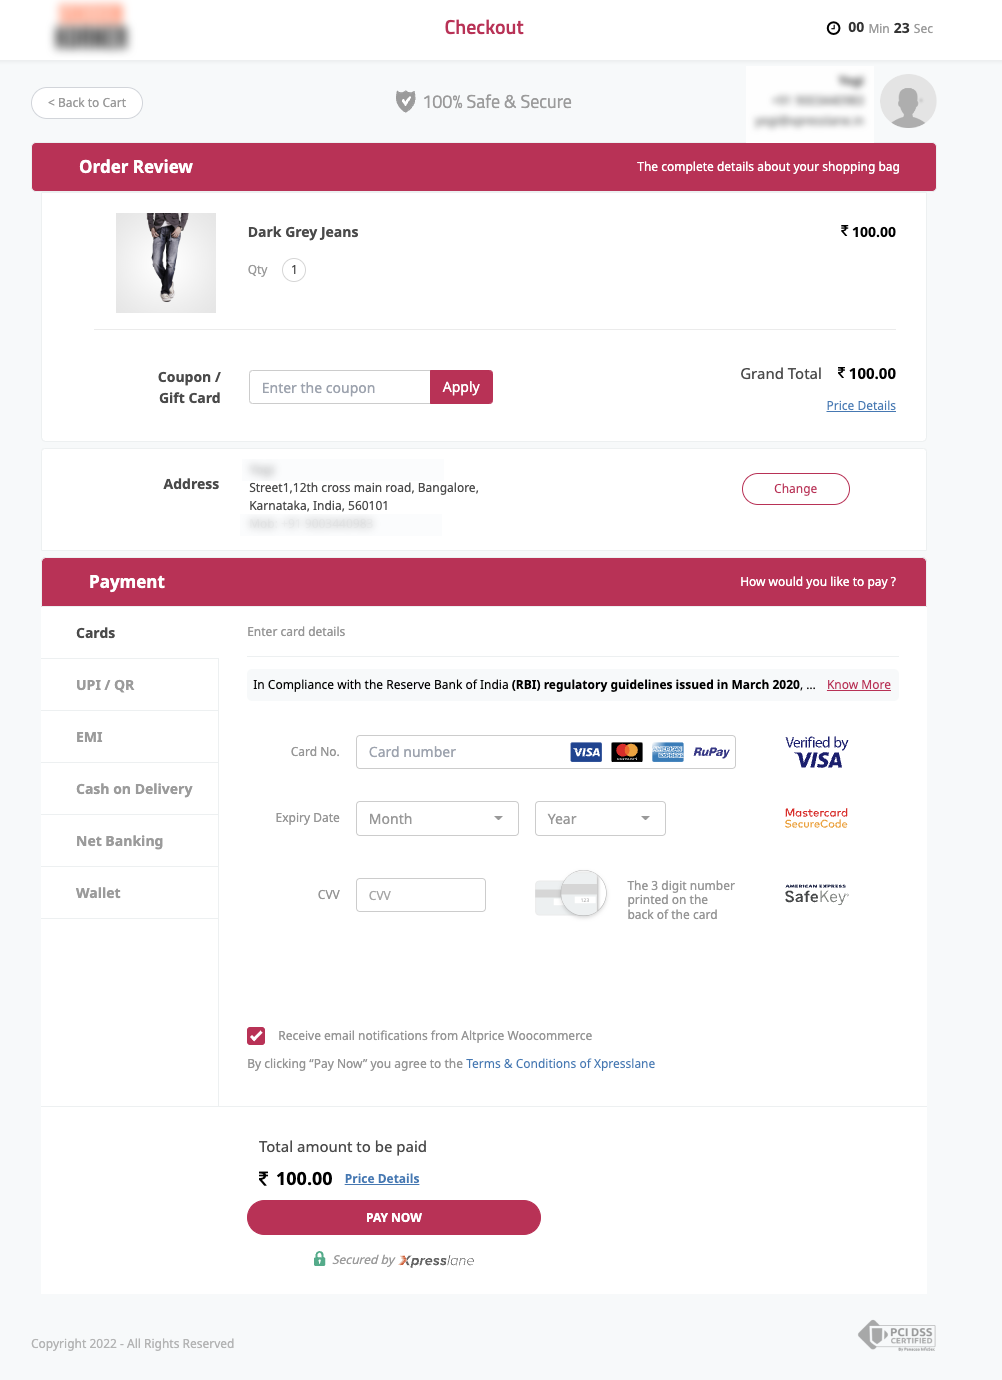 Checkout
00 Min 23 Sec
< Back to Cart
100% Safe & Secure
Order Review
The complete details about your shopping bag
Dark Grey Jeans
₹ 100.00
Qty 1
Coupon /
Gift Card
Enter the coupon
Apply
Grand Total ₹ 100.00
Price Details
Address
Street1,12th cross main road, Bangalore,
Karnataka, India, 560101
Change
Payment
How would you like to pay ?
Cards
UPI / QR
EMI
Cash on Delivery
Net Banking
Wallet
Enter card details
In Compliance with the Reserve Bank of India (RBI) regulatory guidelines issued in March 2020, ... Know More
Card No.
Card number
VISA
AMERICAN EXPRESS
RuPay
Verified by
VISA
Expiry Date
Month
Year
Mastercard
SecureCode
CVV
CVV
123
The 3 digit number
printed on the
back of the card
AMERICAN EXPRESS
SafeKey
Receive email notifications from Altprice Woocommerce
By clicking “Pay Now” you agree to the Terms & Conditions of Xpresslane
Total amount to be paid
₹ 100.00 Price Details
PAY NOW
Secured by Xpresslane
Copyright 2022 - All Rights Reserved
PCI DSS
CERTIFIED